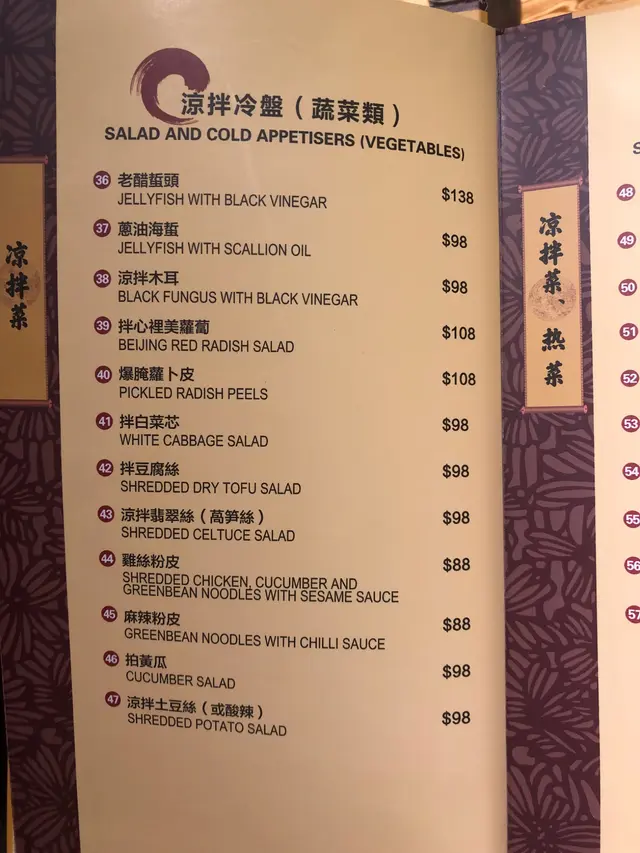 涼拌冷盤（蔬菜類）
SALAD AND COLD APPETISERS (VEGETABLES)
36 老醋蜇頭
JELLYFISH WITH BLACK VINEGAR $138
37 蔥油海蜇
JELLYFISH WITH SCALLION OIL $98
38 涼拌木耳
BLACK FUNGUS WITH BLACK VINEGAR $98
39 拌心裡美蘿蔔
BEIJING RED RADISH SALAD $108
40 爆腌蘿卜皮
PICKLED RADISH PEELS $108
41 拌白菜芯
WHITE CABBAGE SALAD $98
42 拌豆腐絲
SHREDDED DRY TOFU SALAD $98
43 涼拌翡翠絲（萵笋絲）
SHREDDED CELTUCE SALAD $98
44 雞絲粉皮
SHREDDED CHICKEN, CUCUMBER AND
GREENBEAN NOODLES WITH SESAME SAUCE $88
45 麻辣粉皮
GREENBEAN NOODLES WITH CHILLI SAUCE $88
46 拍黃瓜
CUCUMBER SALAD $98
47 涼拌土豆絲（或酸辣）
SHREDDED POTATO SALAD $98
凉拌菜
凉拌菜、热菜
S
48
49
50
51
52
53
54
55
56
57